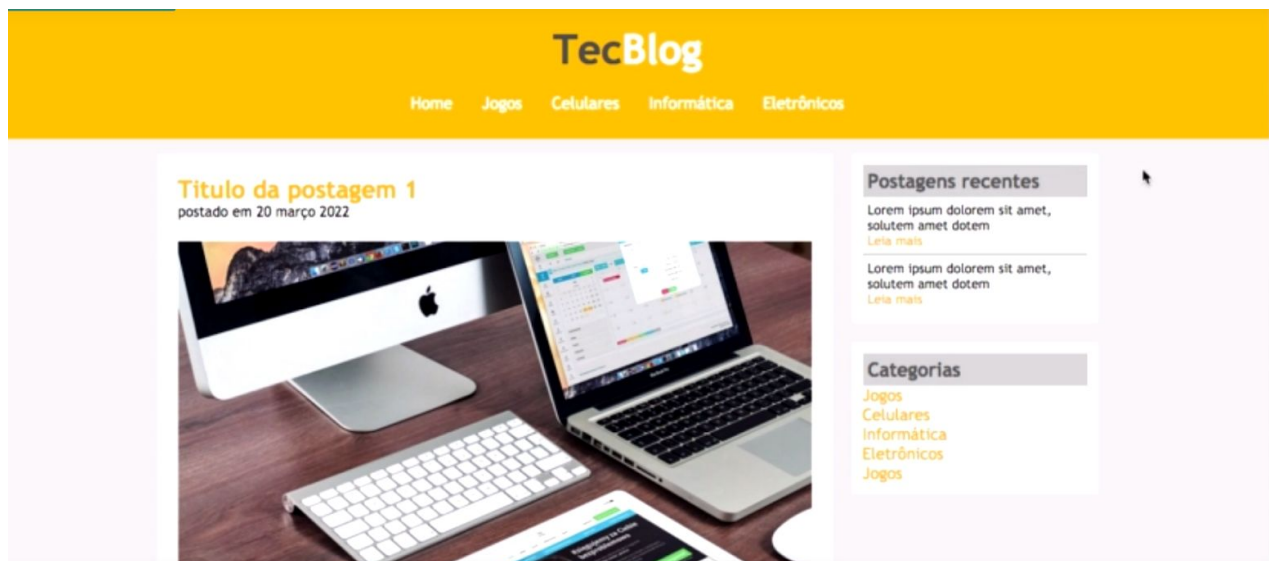 TecBlog
Home Jogos Celulares Informática Eletrônicos
Titulo da postagem 1
postado em 20 março 2022
Postagens recentes
Lorem ipsum dolorem sit amet,
solutem amet dotem
Leia mais
Lorem ipsum dolorem sit amet,
solutem amet dotem
Leia mais
Categorias
Jogos
Celulares
Informática
Eletrônicos
Jogos